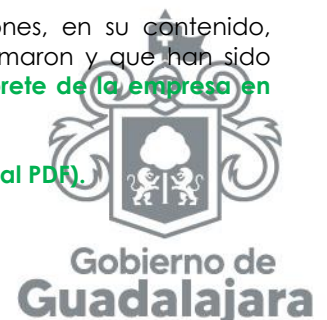 ones, en su contenido,
maron y que han sido
rete de la empresa en
al PDF).
Gobierno de
Guadalajara